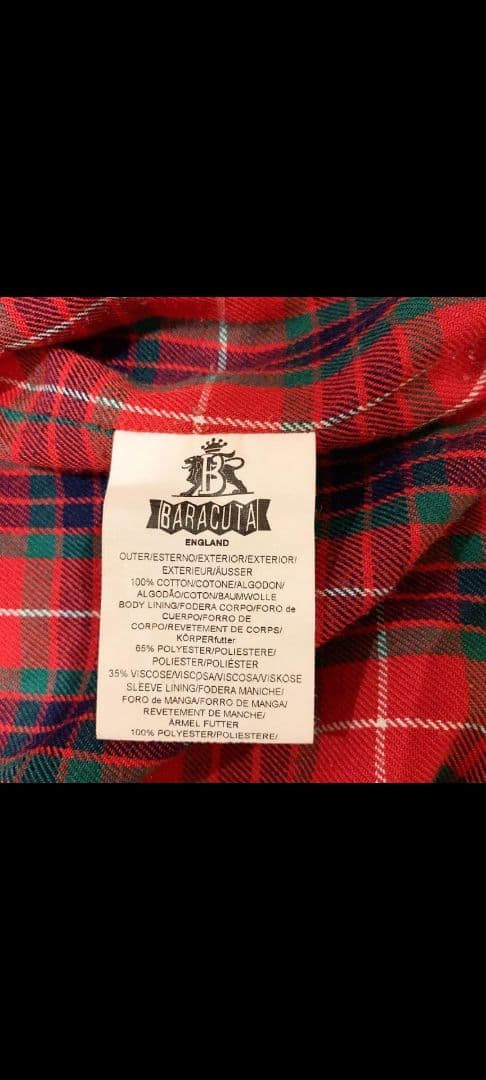 B
BARACUTA
ENGLAND
OUTER/ESTERNO/EXTERIOR/EXTERIOR/
EXTERIEUR/ÄUSSER
100% COTTON/COTONE/ALGODON/
ALGODÃO/COTON/BAUMWOLLE
BODY LINING/FODERA CORPO/FORO de
CUERPO/FORRO DE
CORPO/REVETEMENT DE CORPS/
KÖRPERfutter
65% POLYESTER/POLIESTERE/
POLIESTER/POLIÉSTER
35% VISCOSE/VISCOSA/VISCOSA/VISKOSE
SLEEVE LINING/FODERA MANICHE/
FORO de MANGA/FORRO DE MANGA/
REVETEMENT DE MANCHE/
ÄRMEL FUTTER
100% POLYESTER/POLIESTERE/